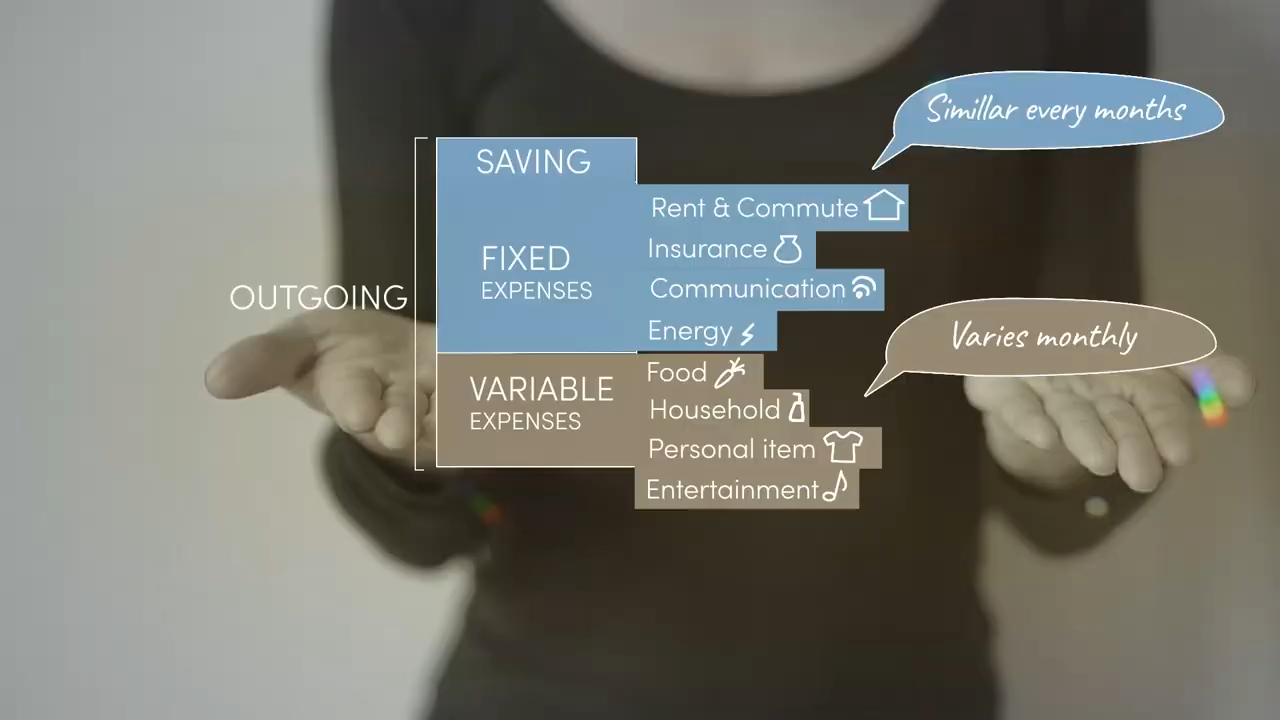 Simillar every months
SAVING
Rent & Commute
Insurance
FIXED
EXPENSES
Communication
OUTGOING
Energy
Varies monthly
Food
VARIABLE
EXPENSES
Household
Personal item
Entertainment